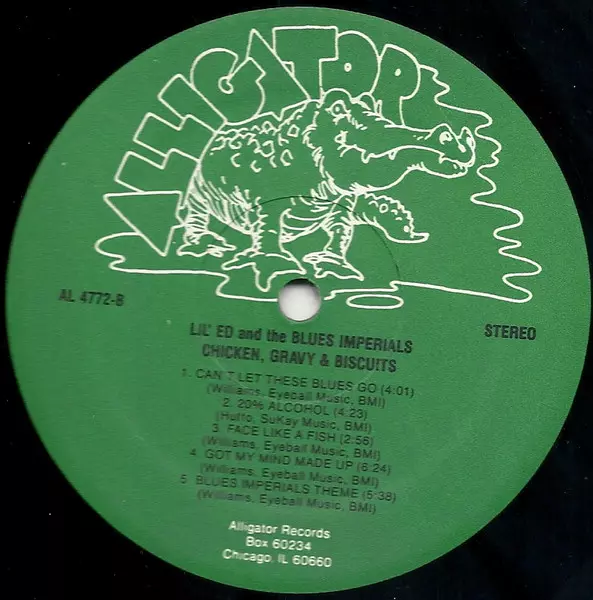 ALLIGATOR
AL 4772-B
STEREO
LIL' ED and the BLUES IMPERIALS
CHICKEN, GRAVY & BISCUITS
1. CAN'T LET THESE BLUES GO (4:01)
(Williams, Eyeball Music, BMI)
2. 20% ALCOHOL (4:23)
(Hutto, SuKay Music, BMI)
3. FACE LIKE A FISH (2:56)
(Williams, Eyeball Music, BMI)
4. GOT MY MIND MADE UP (6:24)
(Williams, Eyeball Music, BMI)
5. BLUES IMPERIALS THEME (5:38)
(Williams, Eyeball Music, BMI)
Alligator Records
Box 60234
Chicago, IL 60660